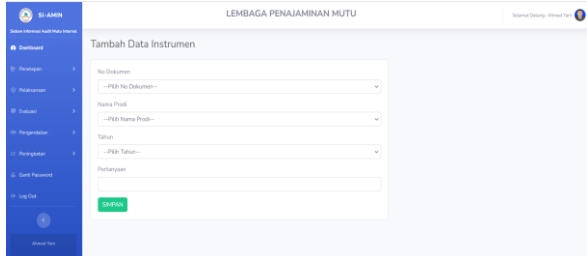 SI-AMIN
LEMBAGA PENAJAMINAN MUTU
Selamat Datang : Ahmad Yani
Sistem Informasi Audit Mutu Internal
Dashboard
Penetapan
Pelaksanaan
Evaluasi
Pengendalian
Peningkatan
Ganti Password
Log Out
Ahmad Yani
Tambah Data Instrumen
No Dokumen
--Pilih No Dokumen--
Nama Prodi
--Pilih Nama Prodi--
Tahun
--Pilih Tahun--
Pertanyaan
SIMPAN